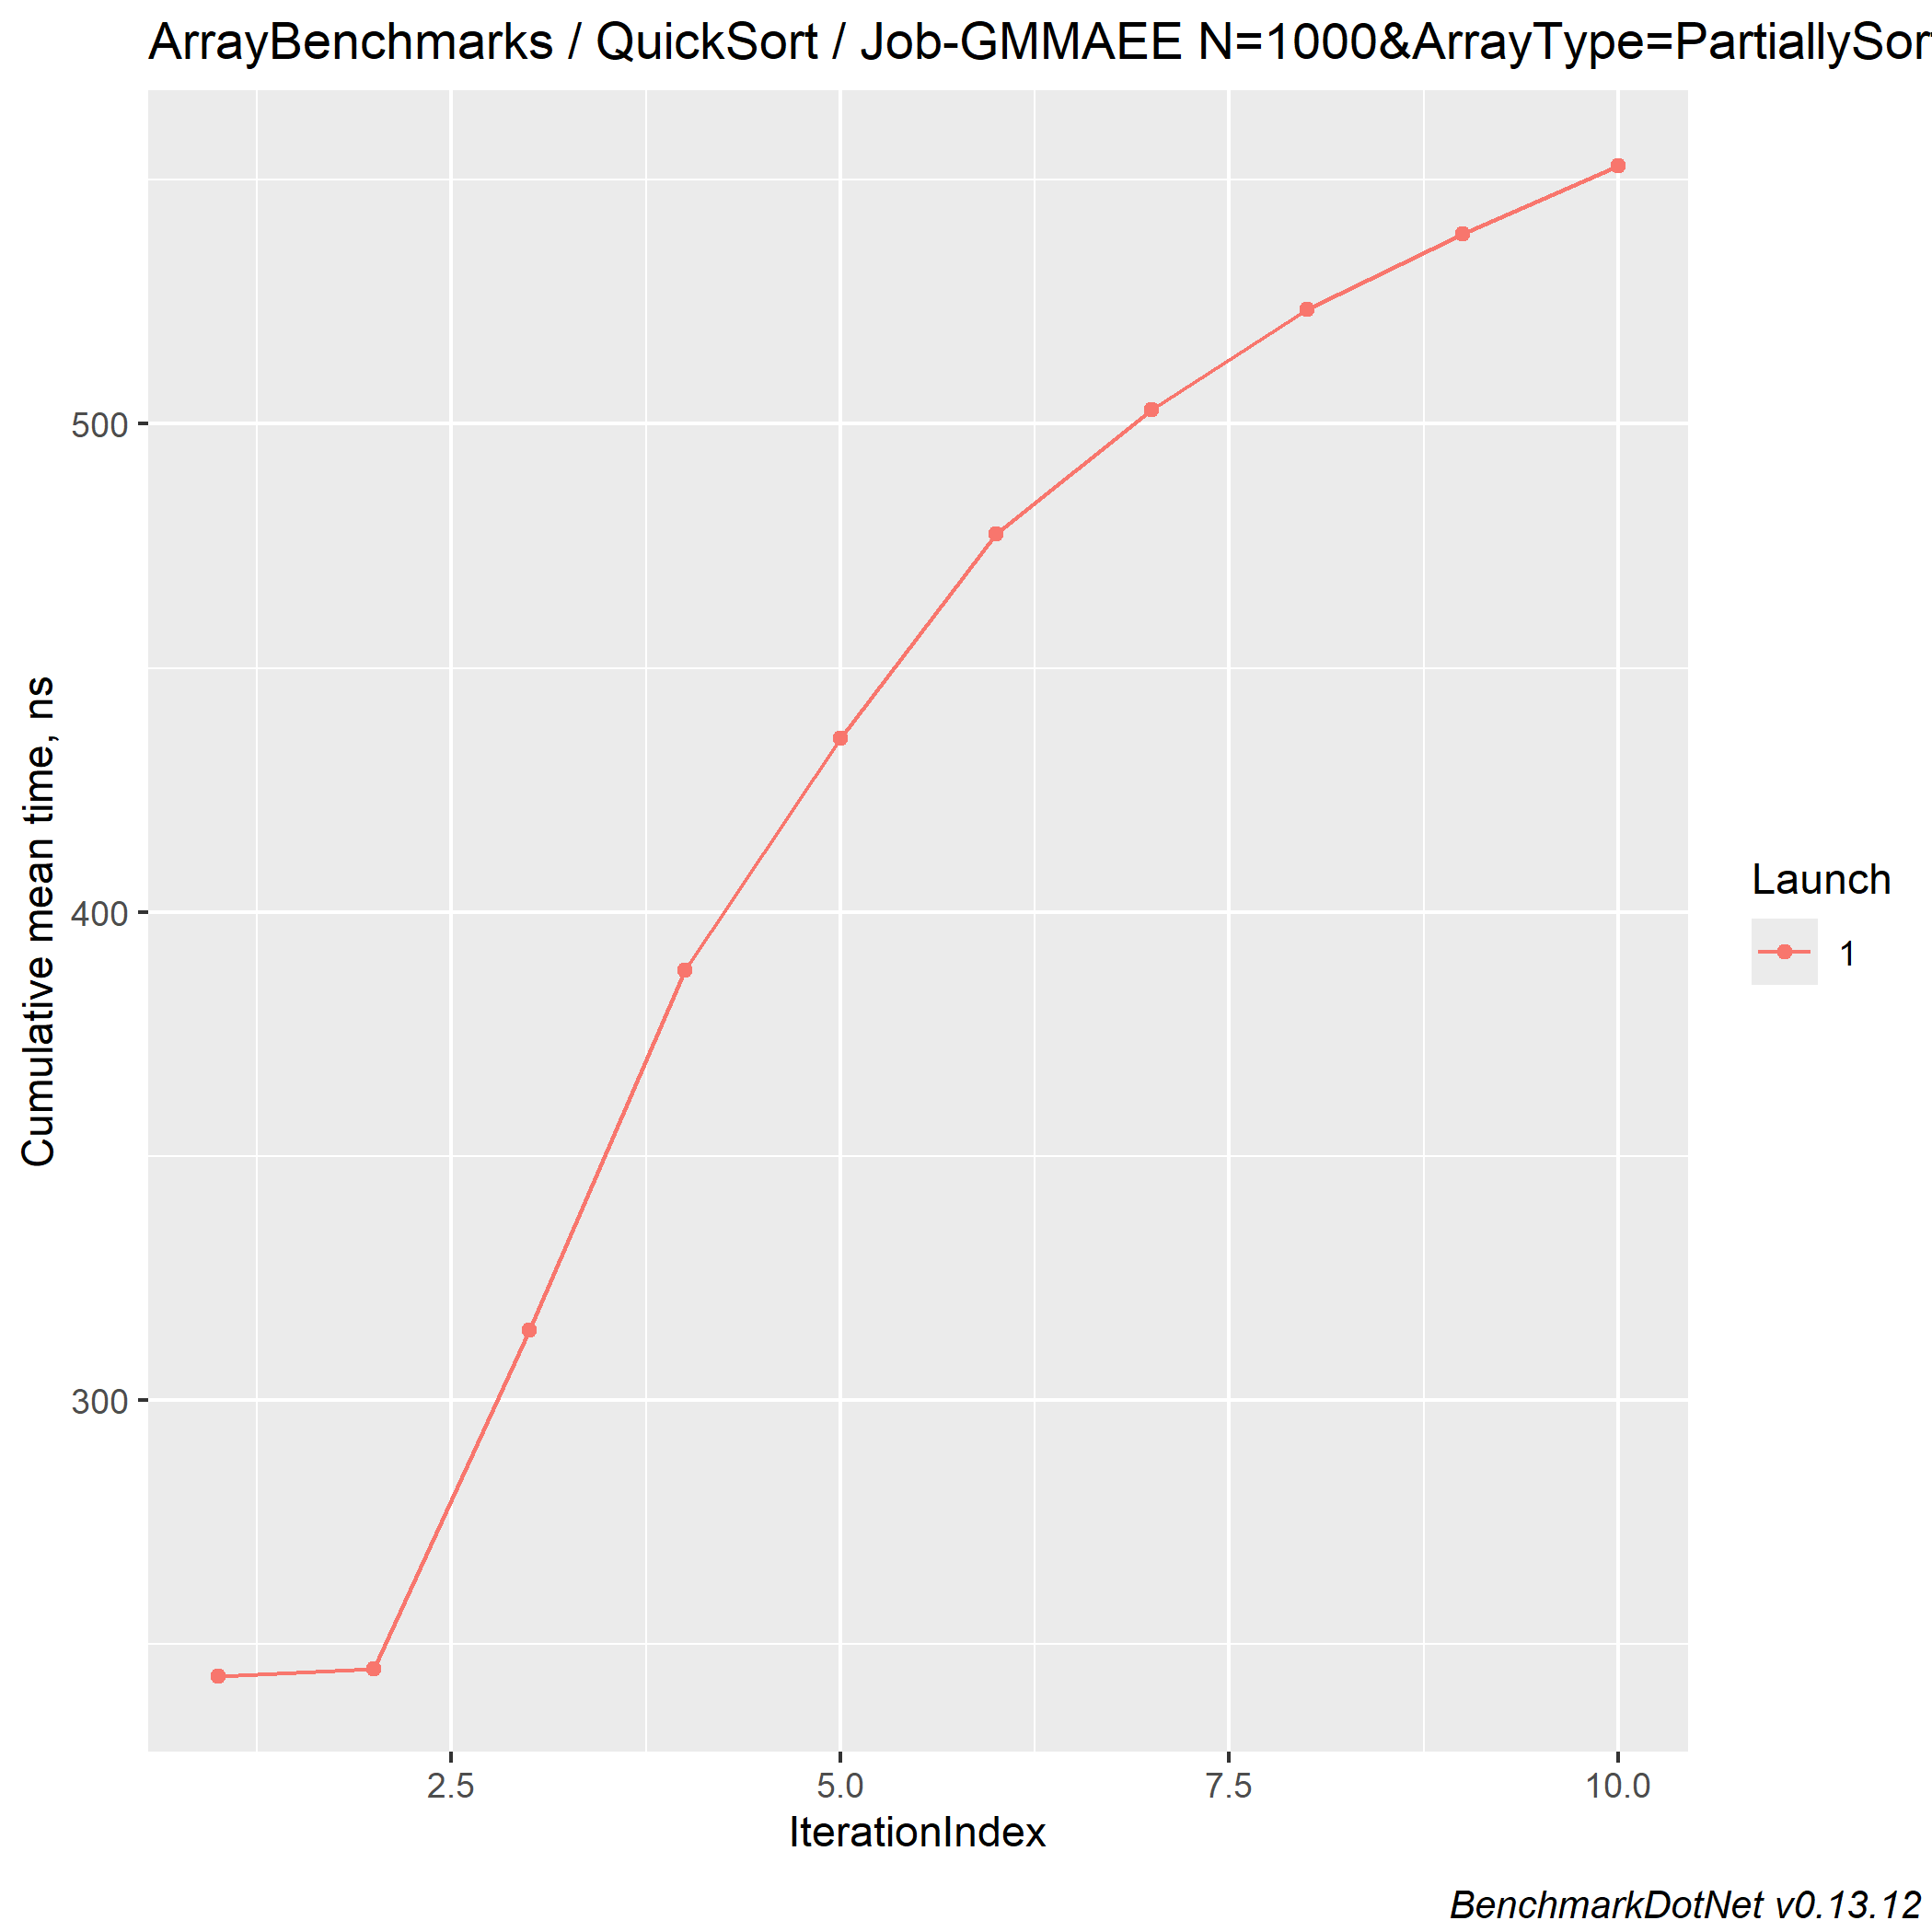 ArrayBenchmarks / QuickSort / Job-GMMAEE N=1000&ArrayType=PartiallySort
Cumulative mean time, ns
500
400
300
2.5
5.0
7.5
10.0
IterationIndex
Launch
1
BenchmarkDotNet v0.13.12